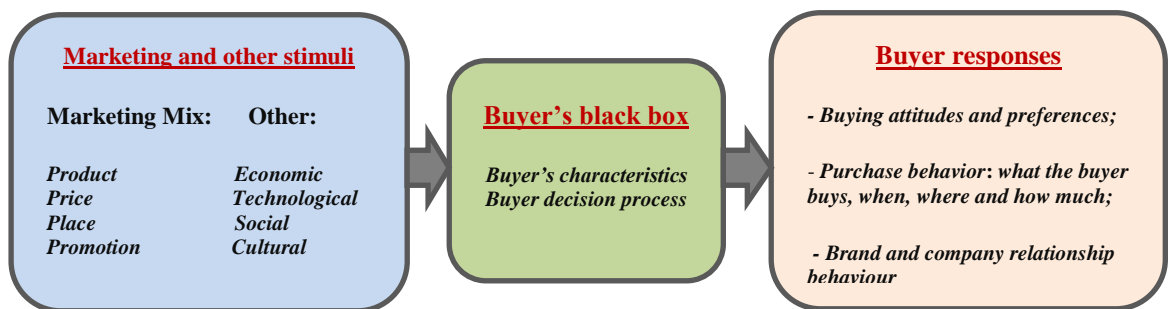 Marketing and other stimuli
Marketing Mix: Other:
Product Economic
Price Technological
Place Social
Promotion Cultural
Buyer’s black box
Buyer’s characteristics
Buyer decision process
Buyer responses
- Buying attitudes and preferences;
- Purchase behavior: what the buyer
buys, when, where and how much;
- Brand and company relationship
behaviour